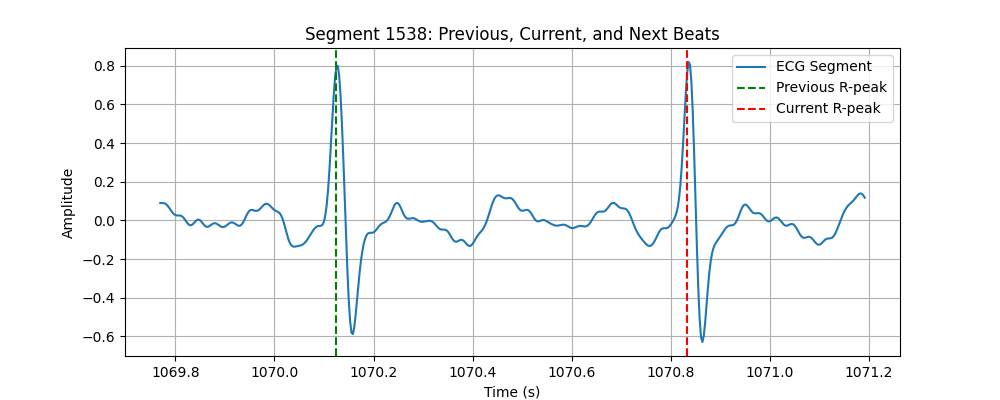 Segment 1538: Previous, Current, and Next Beats
ECG Segment
Previous R-peak
Current R-peak
Amplitude
0.8
0.6
0.4
0.2
0.0
−0.2
−0.4
−0.6
1069.8 1070.0 1070.2 1070.4 1070.6 1070.8 1071.0 1071.2
Time (s)